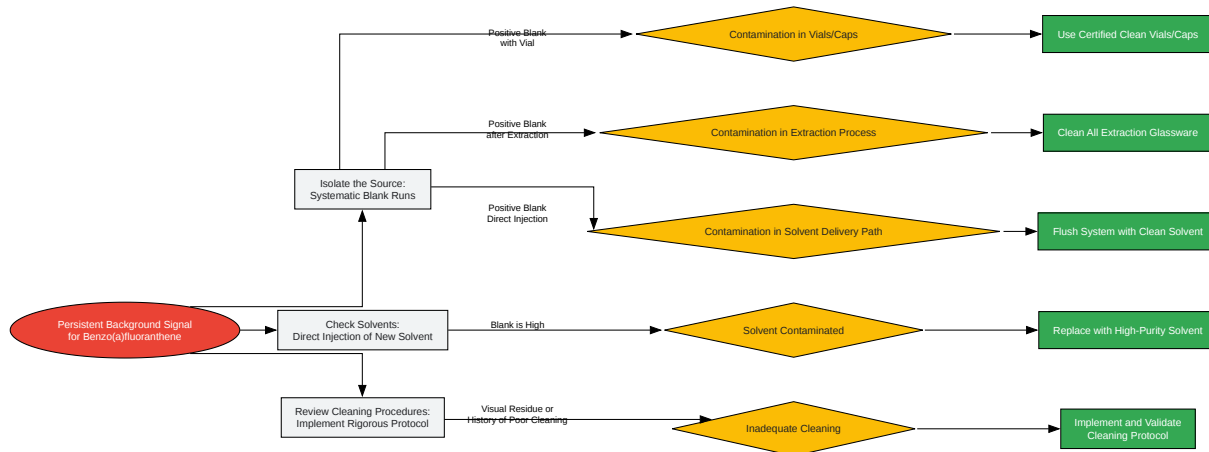 Positive Blank
with Vial
Contamination in Vials/Caps
Use Certified Clean Vials/Caps
Positive Blank
after Extraction
Contamination in Extraction Process
Clean All Extraction Glassware
Isolate the Source:
Systematic Blank Runs
Positive Blank
Direct Injection
Contamination in Solvent Delivery Path
Flush System with Clean Solvent
Persistent Background Signal
for Benzo(a)fluoranthene
Check Solvents:
Direct Injection of New Solvent
Blank is High
Solvent Contaminated
Replace with High-Purity Solvent
Review Cleaning Procedures:
Implement Rigorous Protocol
Visual Residue or
History of Poor Cleaning
Inadequate Cleaning
Implement and Validate
Cleaning Protocol